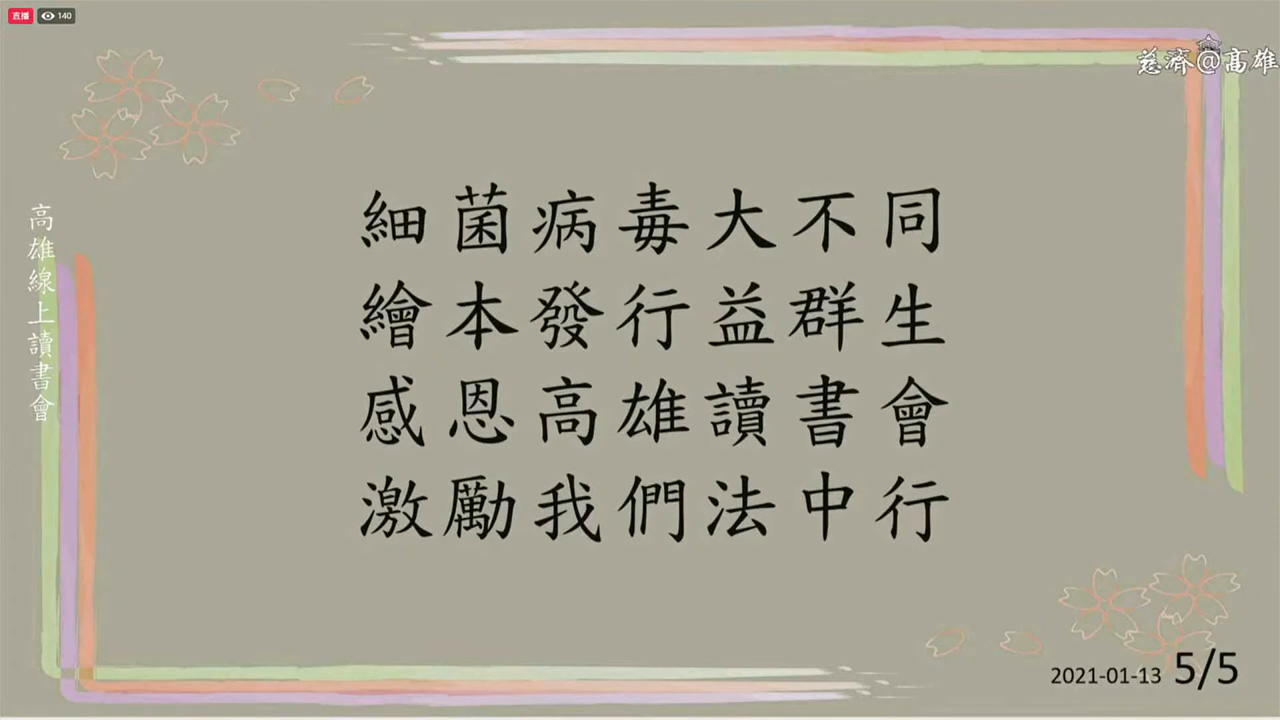 直播 140
慈濟@高雄
高雄線上讀書會
細菌病毒大不同
繪本發行益群生
感恩高雄讀書會
激勵我們法中行
2021-01-13 5/5